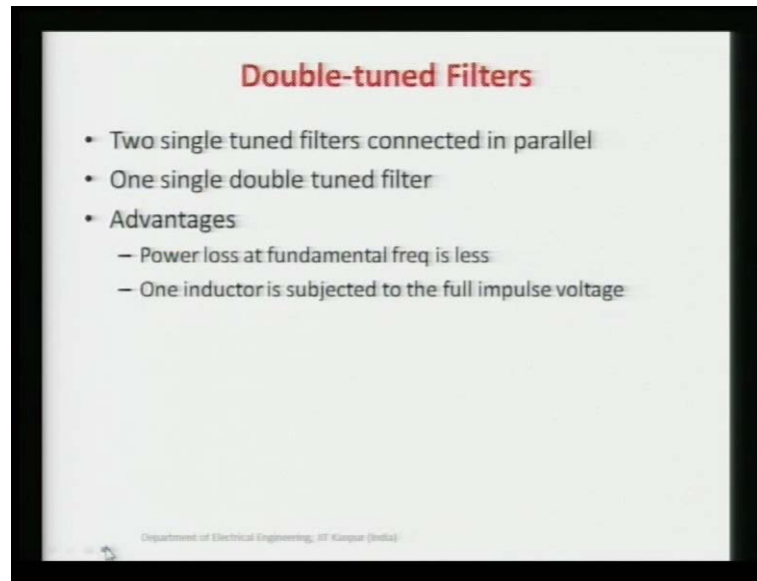 Double-tuned Filters
• Two single tuned filters connected in parallel
• One single double tuned filter
• Advantages
– Power loss at fundamental freq is less
– One inductor is subjected to the full impulse voltage
Department of Electrical Engineering, IIT Kanpur (India)